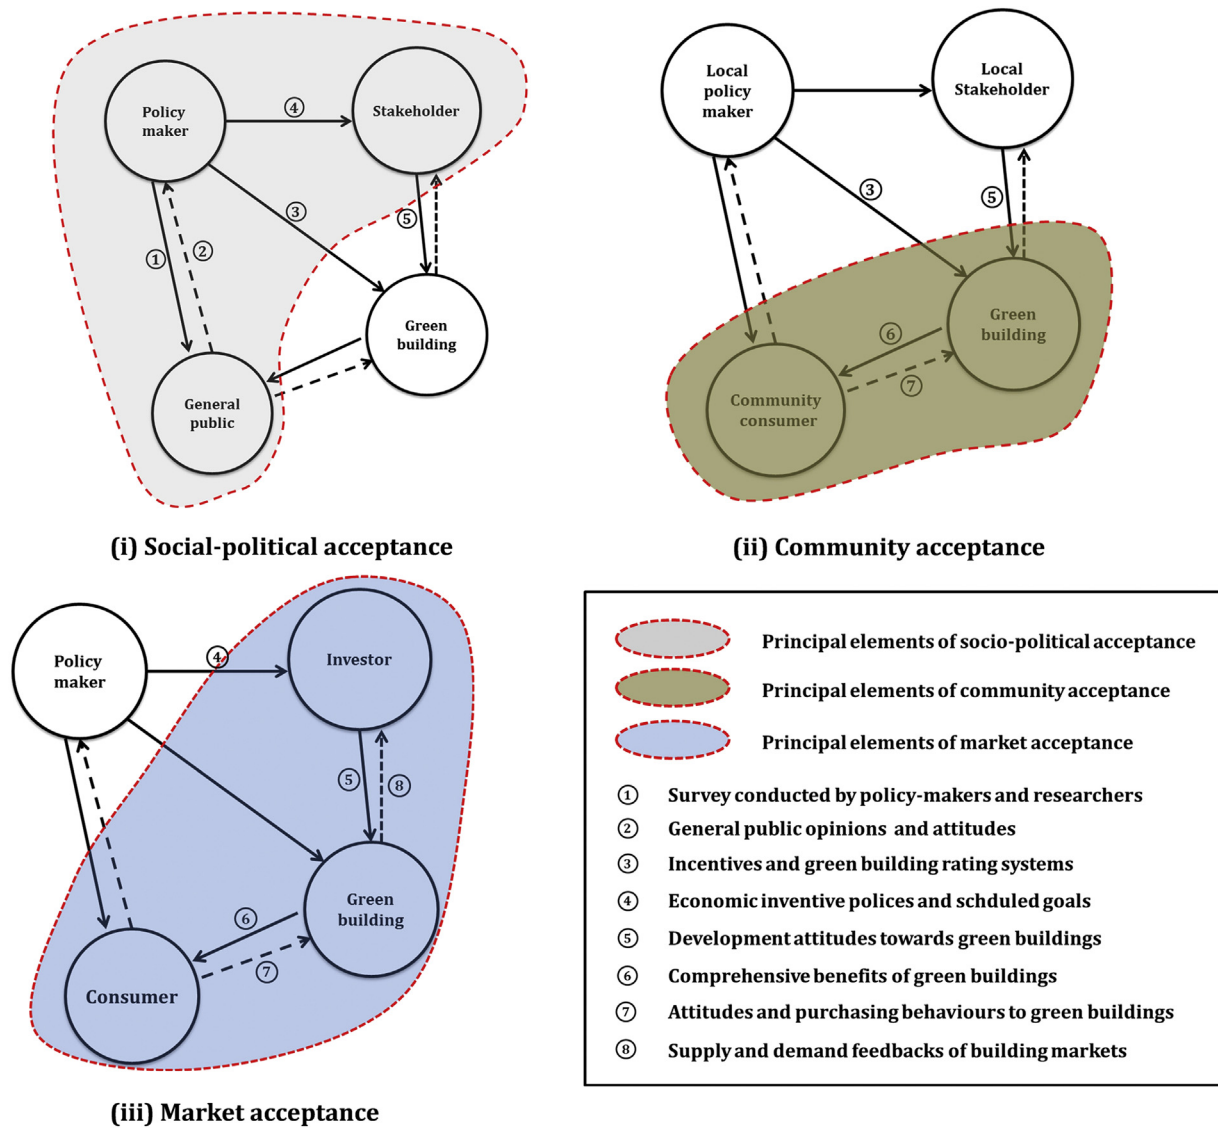 Policy
maker
④
Stakeholder
③
⑤
①
②
Green
building
General
public
(i) Social-political acceptance
Local
policy
maker
Local
Stakeholder
③
⑤
Green
building
⑥
⑦
Community
consumer
(ii) Community acceptance
Policy
maker
④
Investor
⑤
⑧
Green
building
⑥
⑦
Consumer
(iii) Market acceptance
Principal elements of socio-political acceptance
Principal elements of community acceptance
Principal elements of market acceptance
① Survey conducted by policy-makers and researchers
② General public opinions and attitudes
③ Incentives and green building rating systems
④ Economic inventive polices and schduled goals
⑤ Development attitudes towards green buildings
⑥ Comprehensive benefits of green buildings
⑦ Attitudes and purchasing behaviours to green buildings
⑧ Supply and demand feedbacks of building markets